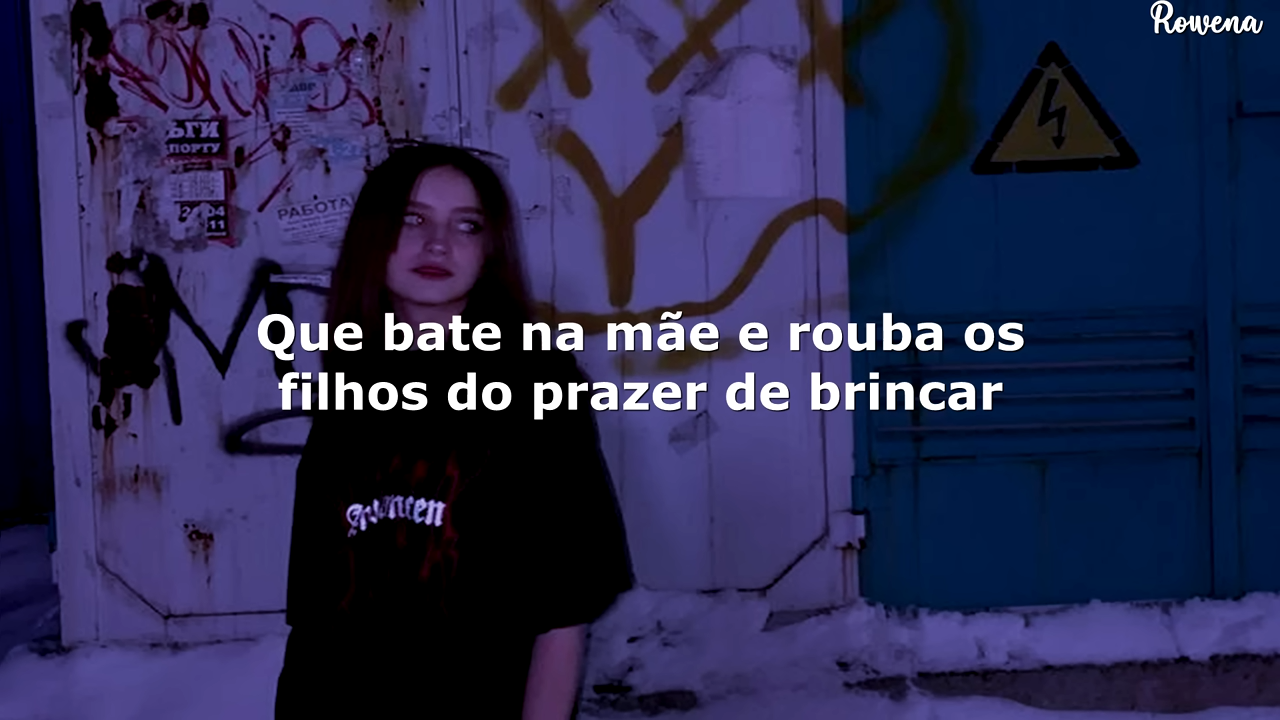 Rowena
ЬГИ
ПОРТУ
РАБОТА
Que bate na mãe e rouba os
filhos do prazer de brincar